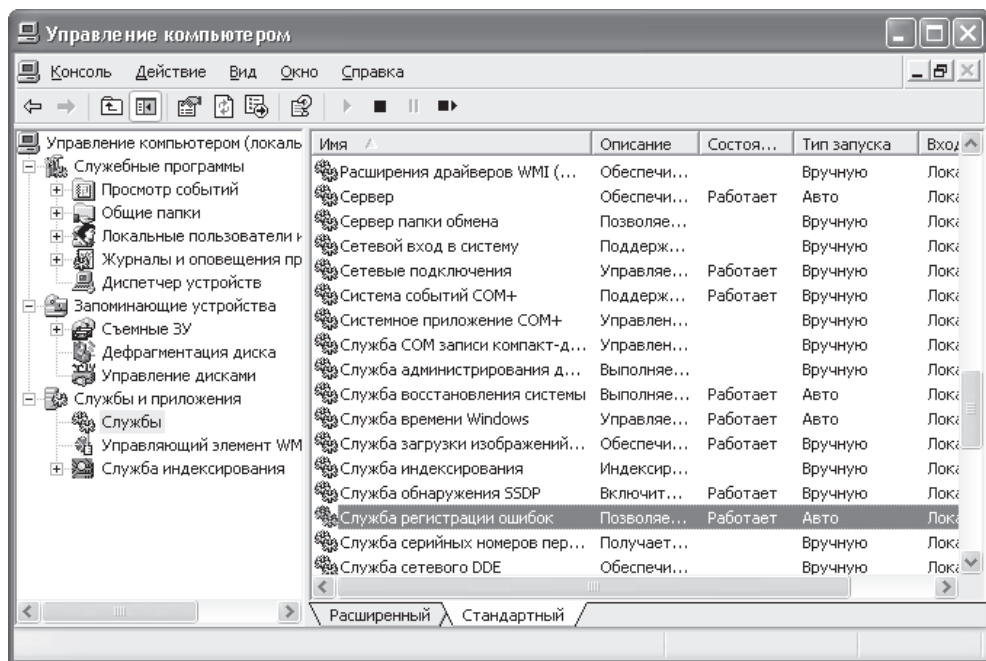 Управление компьютером
Консоль Действие Вид Окно Справка
Управление компьютером (локаль
Служебные программы
Просмотр событий
Общие папки
Локальные пользователи и
Журналы и оповещения пр
Диспетчер устройств
Запоминающие устройства
Съемные ЗУ
Дефрагментация диска
Управление дисками
Службы и приложения
Службы
Управляющий элемент WM
Служба индексирования
Имя Описание Состоя... Тип запуска Вход
Расширения драйверов WMI (... Обеспечи... Вручную Лока
Сервер Обеспечи... Работает Авто Лока
Сервер папки обмена Позволяе... Вручную Лока
Сетевой вход в систему Поддерж... Вручную Лока
Сетевые подключения Управляе... Работает Вручную Лока
Система событий COM+ Поддерж... Работает Вручную Лока
Системное приложение COM+ Управлен... Вручную Лока
Служба COM записи компакт-д... Управлен... Вручную Лока
Служба администрирования д... Выполняе... Вручную Лока
Служба восстановления системы Выполняе... Работает Авто Лока
Служба времени Windows Управляе... Работает Авто Лока
Служба загрузки изображений... Обеспечи... Работает Вручную Лока
Служба индексирования Индексир... Вручную Лока
Служба обнаружения SSDP Включит... Работает Вручную Лока
Служба регистрации ошибок Позволяе... Работает Авто Лока
Служба серийных номеров пер... Получает... Вручную Лока
Служба сетевого DDE Обеспечи... Вручную Лока
Расширенный Стандартный